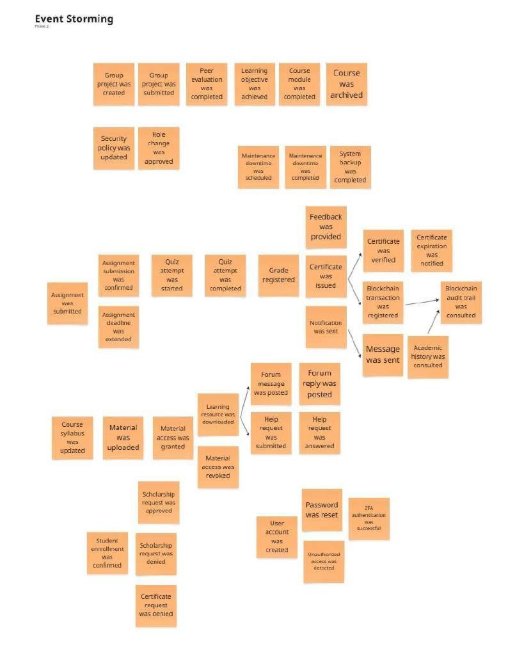 Event Storming
Group
project was
created
Group
project was
submitted
Peer
evaluation
was
completed
Learning
objective
was
achieved
Course
module
was
completed
Course
was
archived
Security
policy was
updated
Role
change
was
approved
Maintenance
downtime
was
scheduled
Maintenance
downtime
was
completed
System
backup
was
completed
Feedback
was
provided
Certificate
was
verified
Certificate
expiration
was
notified
Assignment
submission
was
confirmed
Quiz
attempt
was
started
Quiz
attempt
was
completed
Grade
registered
Certificate
was
issued
Assignment
was
submitted
Blockchain
transaction
was
registered
Blockchain
audit trail
was
consulted
Assignment
deadline
was
extended
Notification
was sent
Message
was sent
Academic
history was
consulted
Forum
message
was posted
Forum
reply was
posted
Learning
resource was
downloaded
Course
syllabus
was
updated
Material
was
uploaded
Material
access was
granted
Help
request
was
submitted
Help
request
was
answered
Material
access was
revoked
Scholarship
request was
approved
Password
was reset
2FA
authentication
was
successful
User
account
was
created
Student
enrollment
was
confirmed
Scholarship
request was
denied
Unauthorized
access was
detected
Certificate
request
was denied